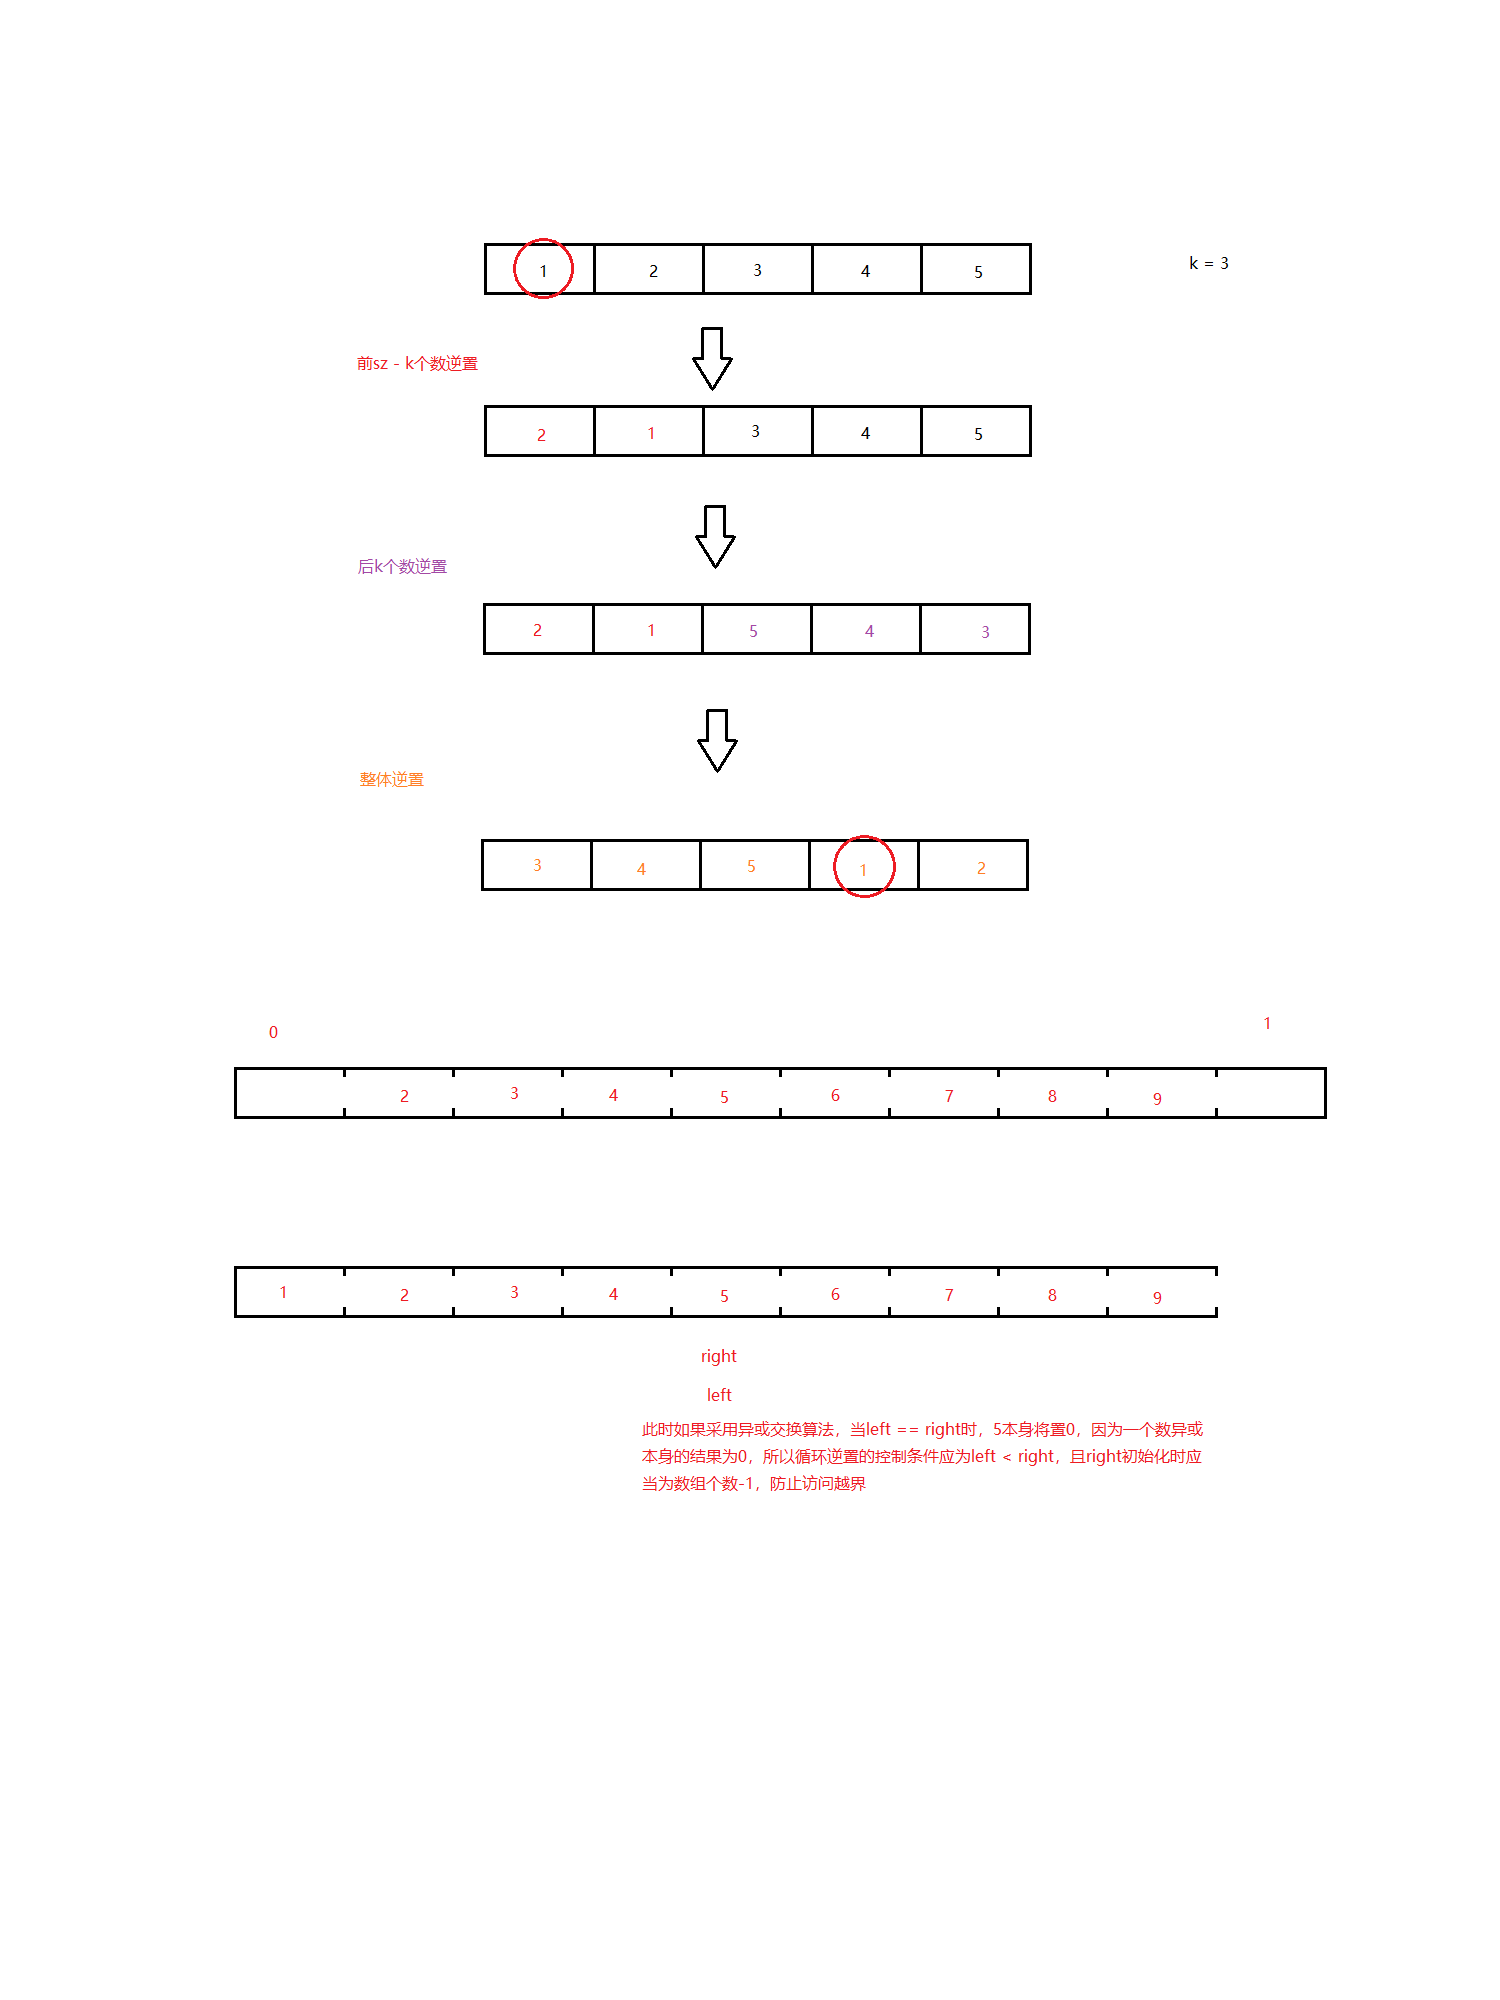 1 2 3 4 5 k = 3
前sz - k个数逆置
2 1 3 4 5
后k个数逆置
2 1 5 4 3
整体逆置
3 4 5 1 2
0 1
2 3 4 5 6 7 8 9
1 2 3 4 5 6 7 8 9
right
left
此时如果采用异或交换算法，当left == right时，5本身将置0，因为一个数异或
本身的结果为0，所以循环逆置的控制条件应为left < right，且right初始化时应
当为数组个数-1，防止访问越界